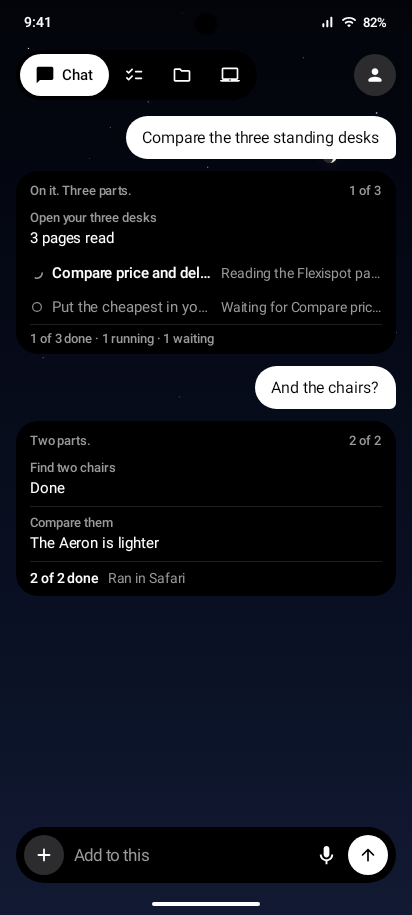 9:41
82%
Chat
Compare the three standing desks
On it. Three parts.
1 of 3
Open your three desks
3 pages read
Compare price and del...
Reading the Flexispot pa...
Put the cheapest in yo...
Waiting for Compare pric...
1 of 3 done · 1 running · 1 waiting
And the chairs?
Two parts.
2 of 2
Find two chairs
Done
Compare them
The Aeron is lighter
2 of 2 done
Ran in Safari
Add to this